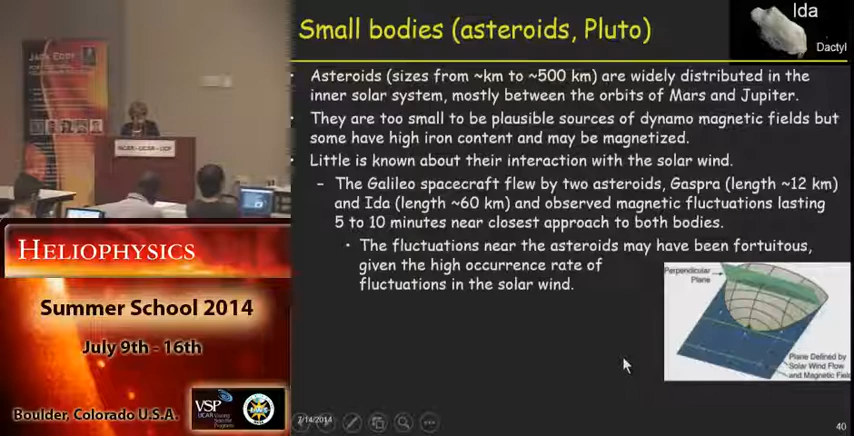 JACK EDDY
NCAR - UCAR - UCP
HELIOPHYSICS
Summer School 2014
July 9th - 16th
Boulder, Colorado U.S.A.
VSP
UCAR
Small bodies (asteroids, Pluto)
Ida
Dactyl
• Asteroids (sizes from ~km to ~500 km) are widely distributed in the
inner solar system, mostly between the orbits of Mars and Jupiter.
• They are too small to be plausible sources of dynamo magnetic fields but
some have high iron content and may be magnetized.
• Little is known about their interaction with the solar wind.
– The Galileo spacecraft flew by two asteroids, Gaspra (length ~12 km)
and Ida (length ~60 km) and observed magnetic fluctuations lasting
5 to 10 minutes near closest approach to both bodies.
• The fluctuations near the asteroids may have been fortuitous,
given the high occurrence rate of
fluctuations in the solar wind.
Perpendicular
Plane
Plane Defined by
Solar Wind Flow
and Magnetic Field
7/14/2014
40